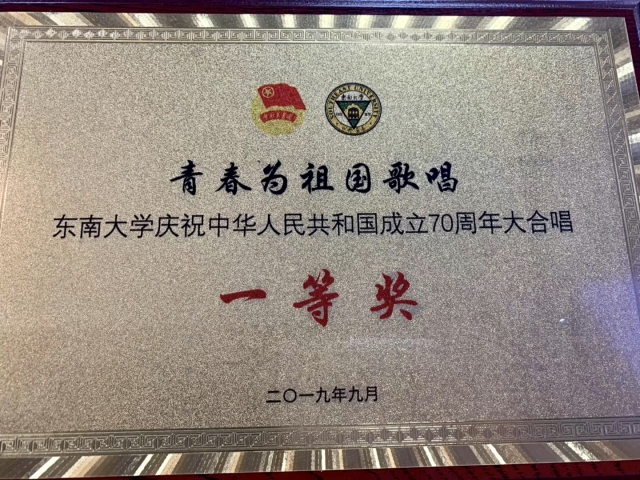 SOUTHEAST UNIVERSITY
青春为祖国歌唱
东南大学庆祝中华人民共和国成立70周年大合唱
一等奖
二〇一九年九月